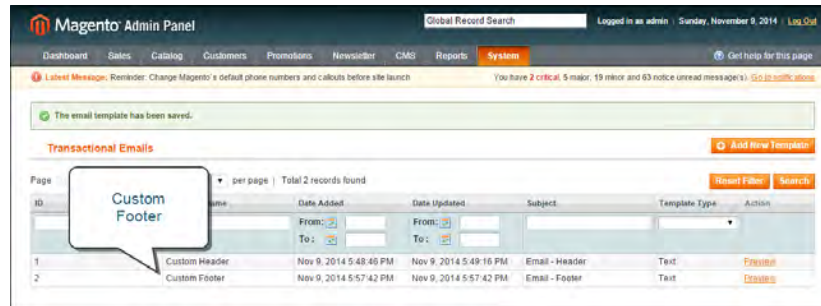 Magento Admin Panel
Global Record Search
Logged in as admin | Sunday, November 9, 2014 | Log Out
Dashboard Sales Catalog Customers Promotions Newsletter CMS Reports System
Get help for this page
Latest Message: Reminder: Change Magento`s default phone numbers and callouts before site launch
You have 2 critical, 5 major, 19 minor and 63 notice unread message(s). Go to notifications
The email template has been saved.
Transactional Emails
Add New Template
Page
per page | Total 2 records found
Reset Filter Search
Custom
Footer
ID
Date Added Date Updated Subject Template Type Action
From: From:
To: To:
1 Custom Header Nov 9, 2014 5:48:46 PM Nov 9, 2014 5:49:16 PM Email - Header Text Preview
2 Custom Footer Nov 9, 2014 5:57:42 PM Nov 9, 2014 5:57:42 PM Email - Footer Text Preview